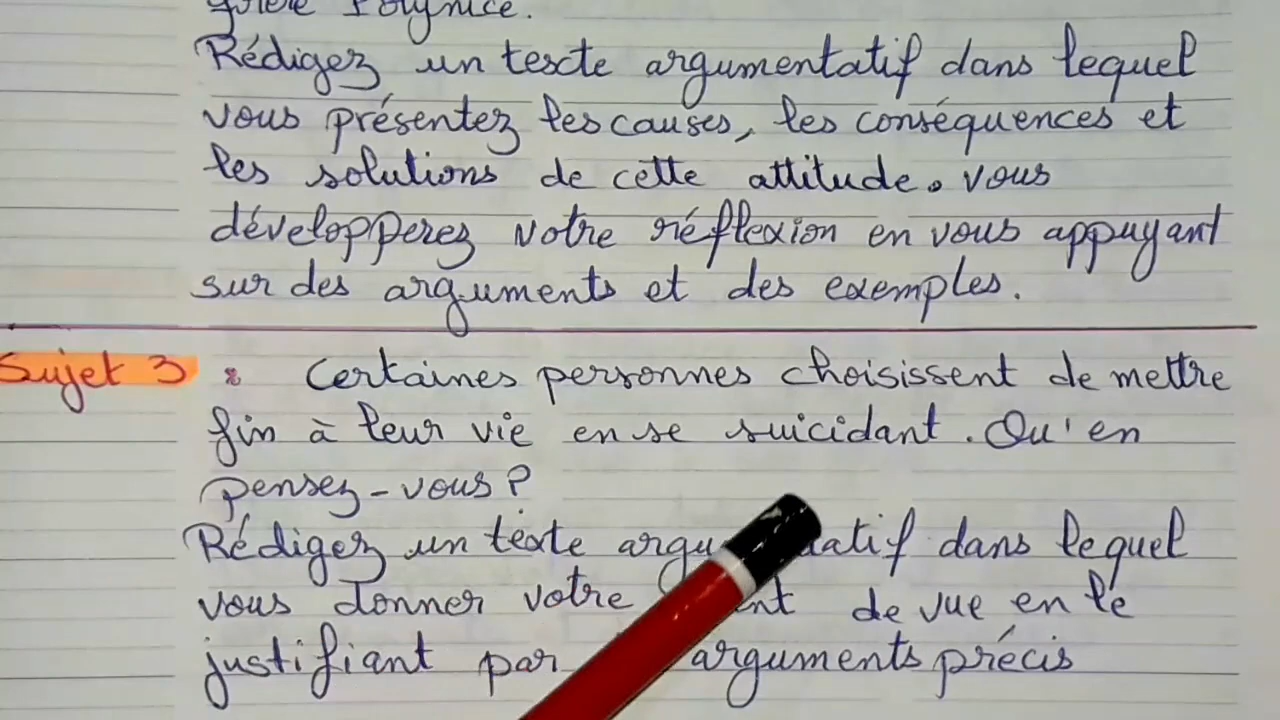 Polynice.
Rédigez un texte argumentatif dans lequel
vous présentez les causes, les conséquences et
les solutions de cette attitude. vous
développerez votre réflexion en vous appuyant
sur des arguments et des exemples.
Sujet 3 : Certaines personnes choisissent de mettre
fin à leur vie en se suicidant. Qu'en
pensez-vous?
Rédigez un texte dans lequel
vous donner votre de vue en le
justifiant par arguments précis